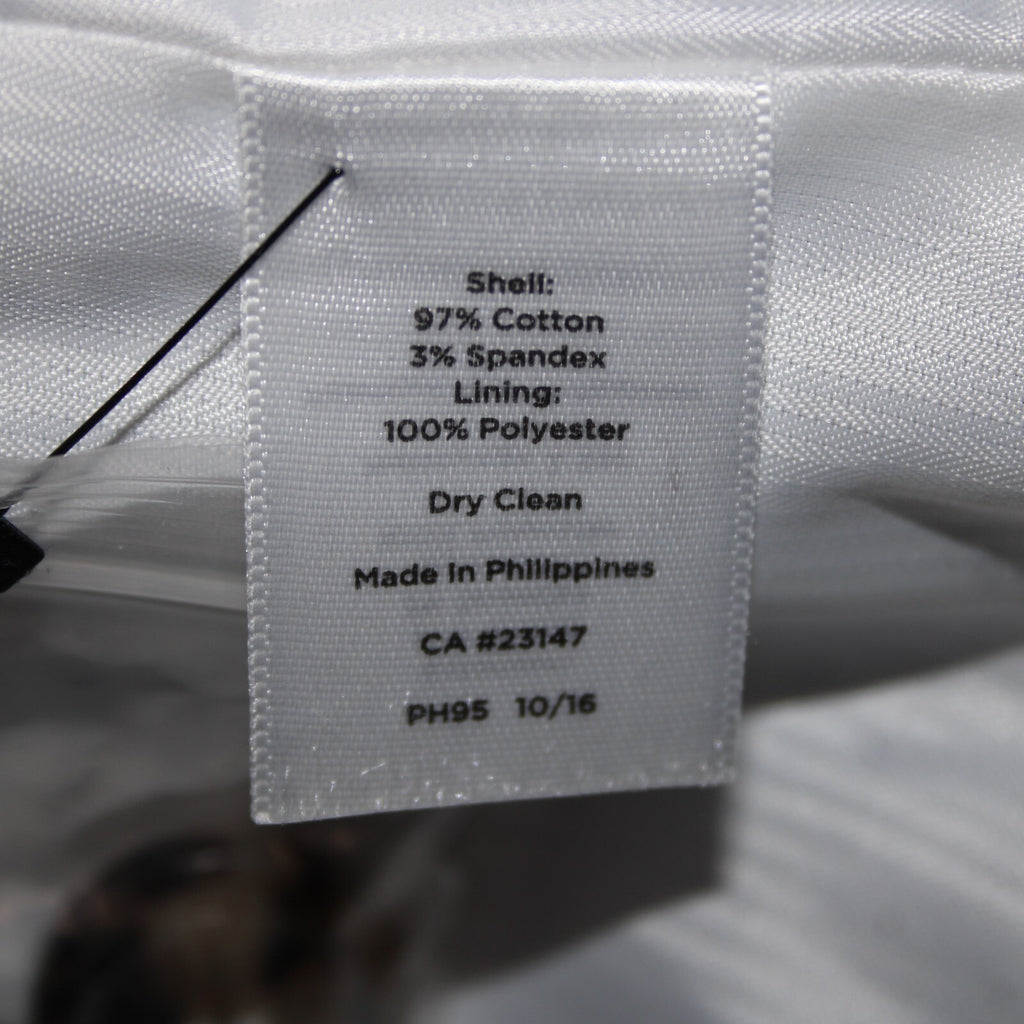 Shell:
97% Cotton
3% Spandex
Lining:
100% Polyester
Dry Clean
Made In Philippines
CA #23147
PH95 10/16